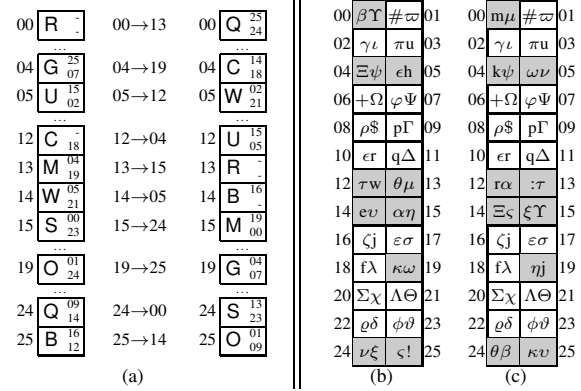 00 R - - 00→13 00 Q 25 24
... ...
04 G 25 07 04→19 04 C 14 18
05 U 15 02 05→12 05 W 02 21
... ...
12 C - 18 12→04 12 U 15 05
13 M 04 19 13→15 13 R - -
14 W 05 21 14→05 14 B 16 -
15 S 00 23 15→24 15 M 19 00
... ...
19 O 01 24 19→25 19 G 04 07
... ...
24 Q 09 14 24→00 24 S 13 23
25 B 16 12 25→14 25 O 01 09
(a)
00 βΥ #ϖ 01
02 γι πu 03
04 Ξψ ϵh 05
06 +Ω φΨ 07
08 ρ$ pΓ 09
10 ϵr qΔ 11
12 τw θμ 13
14 eυ αη 15
16 ζj εσ 17
18 fλ κω 19
20 Σχ ΛΘ 21
22 ϱδ ϕϑ 23
24 νξ ς! 25
(b)
00 mμ #ϖ 01
02 γι πu 03
04 kψ ων 05
06 +Ω φΨ 07
08 ρ$ pΓ 09
10 ϵr qΔ 11
12 rα :τ 13
14 Ξς ξΥ 15
16 ζj εσ 17
18 fλ ηj 19
20 Σχ ΛΘ 21
22 ϱδ ϕϑ 23
24 θβ κυ 25
(c)